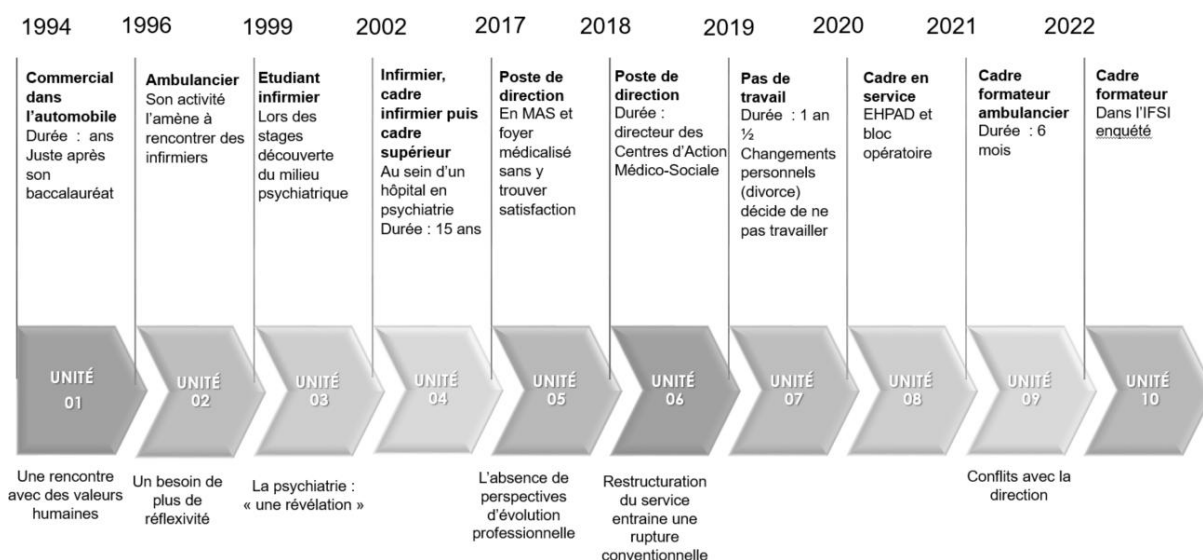 1994
1996
1999
2002
2017
2018
2019
2020
2021
2022
Commercial
dans
l'automobile
Durée : ans
Juste après
son
baccalauréat
Ambulancier
Son activité
l'amène à
rencontrer des
infirmiers
Etudiant
infirmier
Lors des
stages
découverte
du milieu
psychiatrique
Infirmier,
cadre
infirmier puis
cadre
supérieur
Au sein d'un
hôpital en
psychiatrie
Durée : 15 ans
Poste de
direction
En MAS et
foyer
médicalisé
sans y
trouver
satisfaction
Poste de
direction
Durée :
directeur des
Centres d'Action
Médico-Sociale
Pas de
travail
Durée : 1 an
½
Changements
personnels
(divorce)
décide de ne
pas travailler
Cadre en
service
EHPAD et
bloc
opératoire
Cadre
formateur
ambulancier
Durée : 6
mois
Cadre
formateur
Dans l'IFSI
enquété
UNITÉ
01
UNITÉ
02
UNITÉ
03
UNITÉ
04
UNITÉ
05
UNITÉ
06
UNITÉ
07
UNITÉ
08
UNITÉ
09
UNITÉ
10
Une rencontre
avec des valeurs
humaines
Un besoin de
plus de
réflexivité
La psychiatrie :
« une révélation »
L'absence de
perspectives
d'évolution
professionnelle
Restructuration
du service
entraine une
rupture
conventionnelle
Conflits avec la
direction